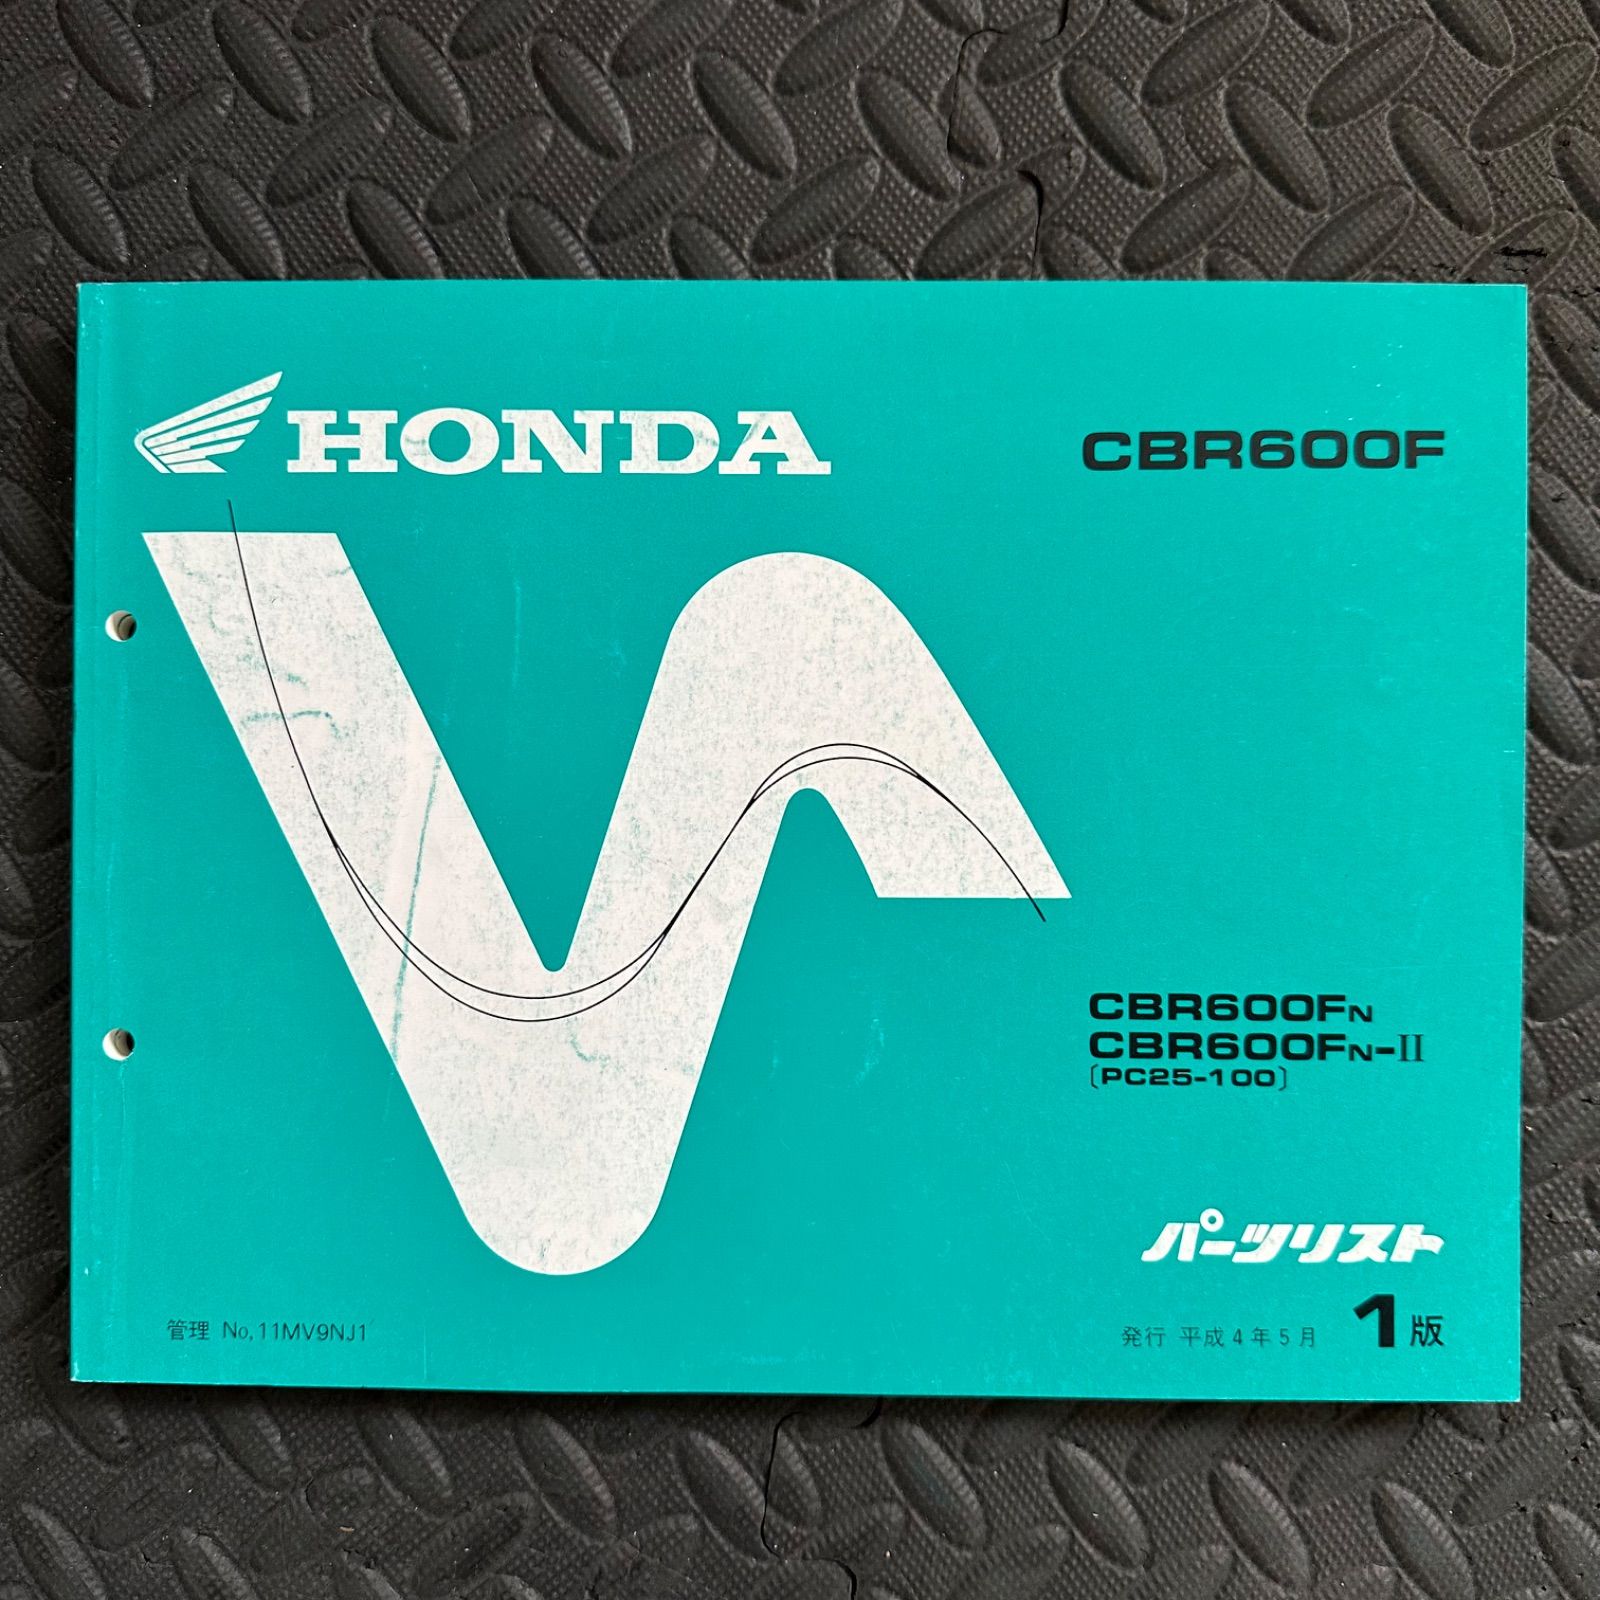 HONDA
CBR600F
CBR600FN
CBR600FN-II
〔PC25-100〕
パーツリスト
管理 No,11MV9NJ1
発行 平成4年5月 1版